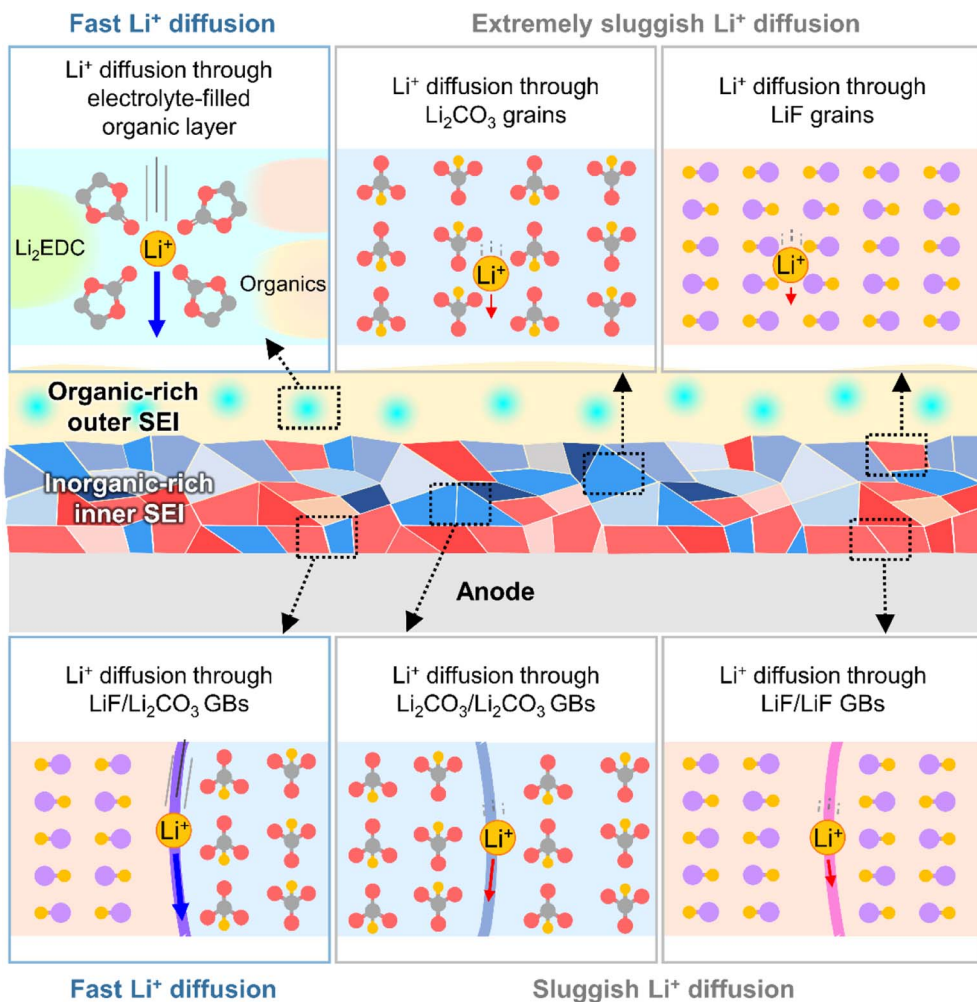 Fast Li⁺ diffusion
Extremely sluggish Li⁺ diffusion
Li⁺ diffusion through
electrolyte-filled
organic layer
Li₂EDC
Li⁺
Organics
Li⁺ diffusion through
Li₂CO₃ grains
Li⁺
Li⁺ diffusion through
LiF grains
Li⁺
Organic-rich
outer SEI
Inorganic-rich
inner SEI
Anode
Li⁺ diffusion through
LiF/Li₂CO₃ GBs
Li⁺
Li⁺ diffusion through
Li₂CO₃/Li₂CO₃ GBs
Li⁺
Li⁺ diffusion through
LiF/LiF GBs
Li⁺
Fast Li⁺ diffusion
Sluggish Li⁺ diffusion